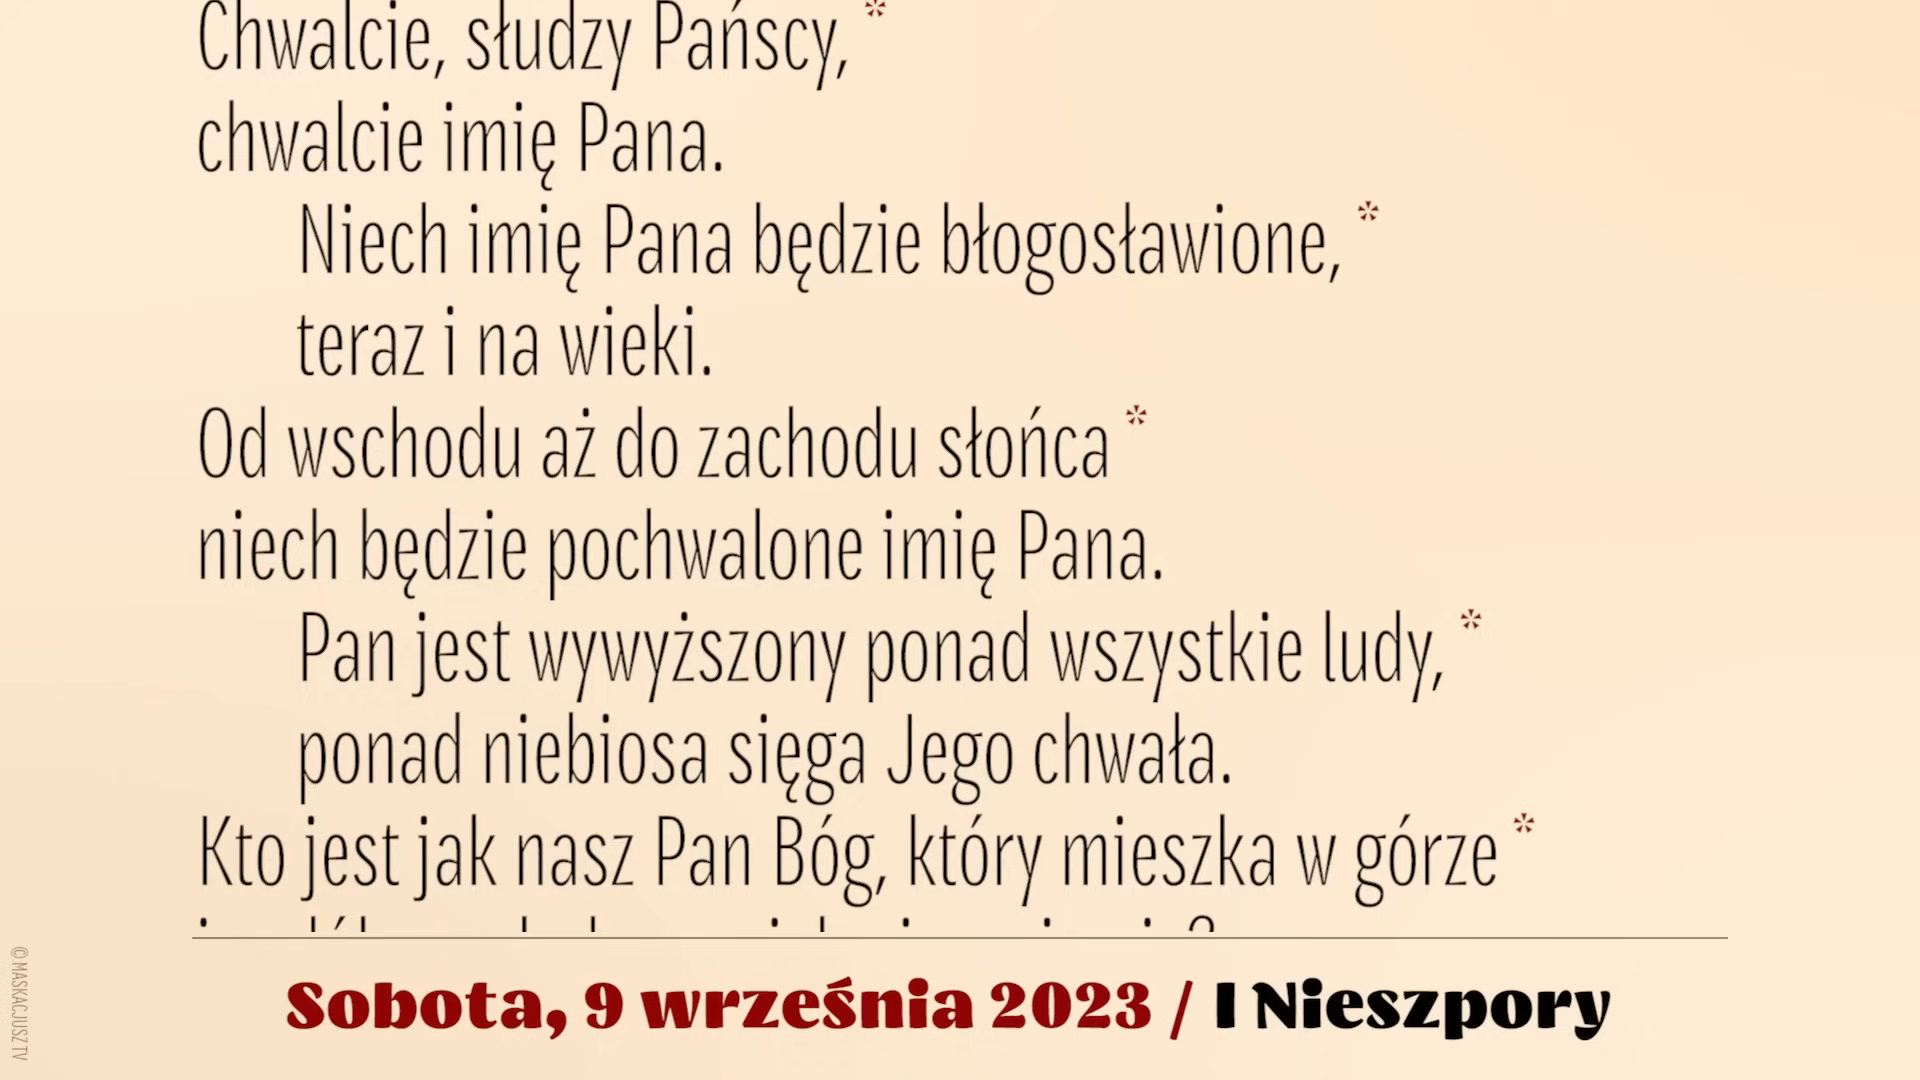 Chwalcie, słudzy Pańscy, *
chwalcie imię Pana.
Niech imię Pana będzie błogosławione, *
teraz i na wieki.
Od wschodu aż do zachodu słońca *
niech będzie pochwalone imię Pana.
Pan jest wywyższony ponad wszystkie ludy, *
ponad niebiosa sięga Jego chwała.
Kto jest jak nasz Pan Bóg, który mieszka w górze *
Sobota, 9 września 2023 / I Nieszpory
© MASKACJUSZ TV